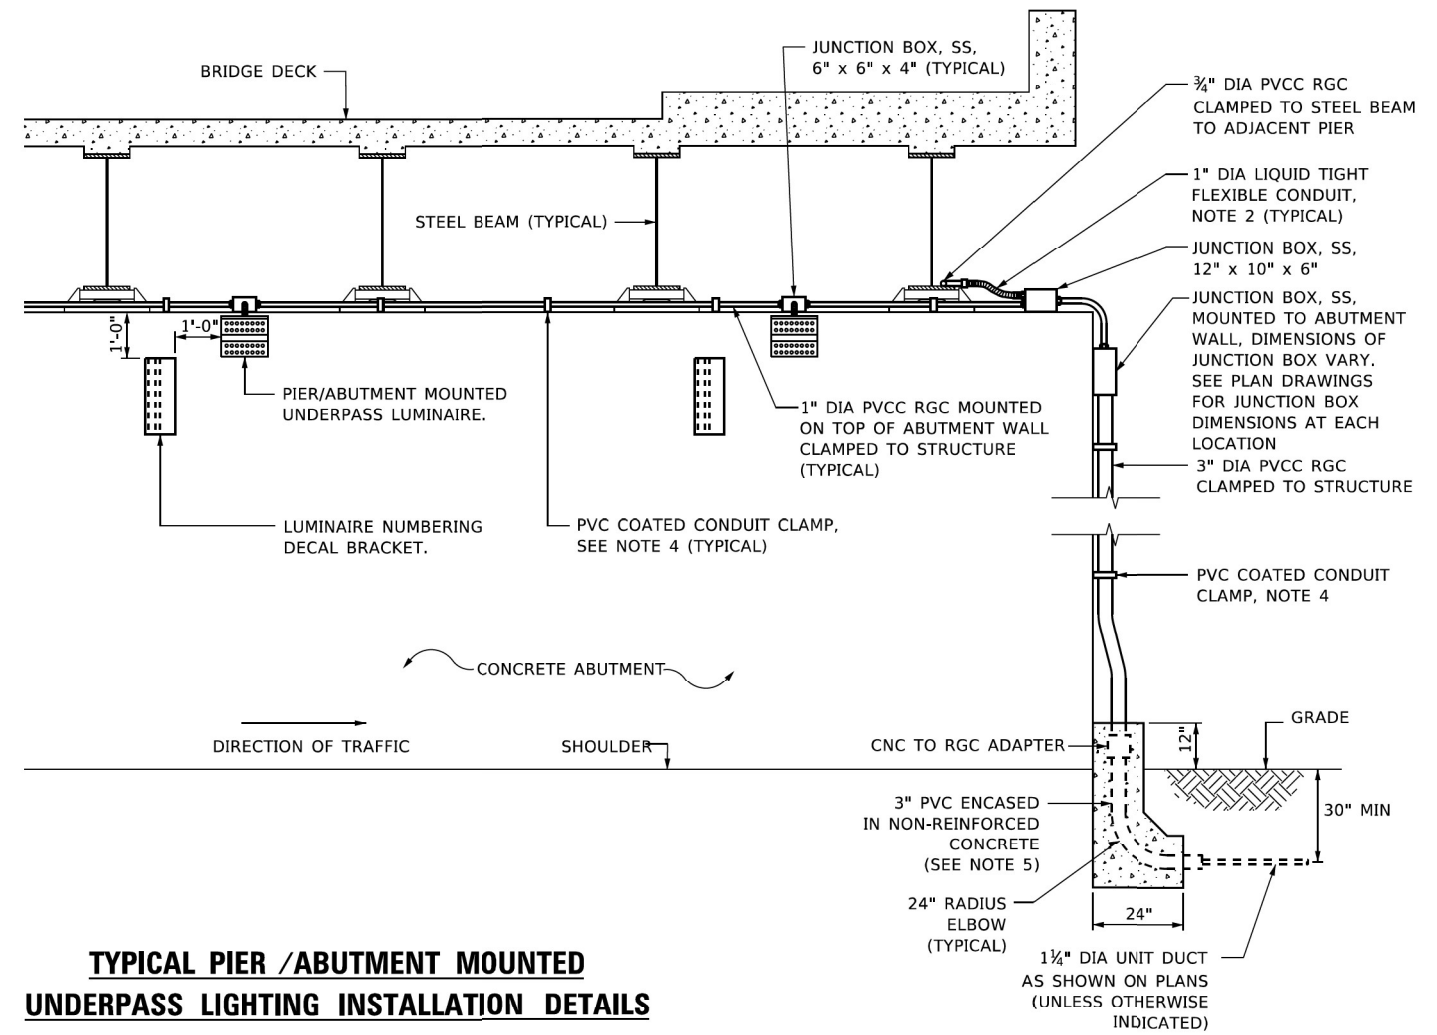 BRIDGE DECK
JUNCTION BOX, SS,
6" x 6" x 4" (TYPICAL)
¾" DIA PVCC RGC
CLAMPED TO STEEL BEAM
TO ADJACENT PIER
1" DIA LIQUID TIGHT
FLEXIBLE CONDUIT,
NOTE 2 (TYPICAL)
STEEL BEAM (TYPICAL)
JUNCTION BOX, SS,
12" x 10" x 6"
JUNCTION BOX, SS,
MOUNTED TO ABUTMENT
WALL, DIMENSIONS OF
JUNCTION BOX VARY.
SEE PLAN DRAWINGS
FOR JUNCTION BOX
DIMENSIONS AT EACH
LOCATION
1'-0"
1'-0"
PIER/ABUTMENT MOUNTED
UNDERPASS LUMINAIRE.
1" DIA PVCC RGC MOUNTED
ON TOP OF ABUTMENT WALL
CLAMPED TO STRUCTURE
(TYPICAL)
3" DIA PVCC RGC
CLAMPED TO STRUCTURE
LUMINAIRE NUMBERING
DECAL BRACKET.
PVC COATED CONDUIT CLAMP,
SEE NOTE 4 (TYPICAL)
PVC COATED CONDUIT
CLAMP, NOTE 4
CONCRETE ABUTMENT
DIRECTION OF TRAFFIC
SHOULDER
CNC TO RGC ADAPTER
12"
GRADE
3" PVC ENCASED
IN NON-REINFORCED
CONCRETE
(SEE NOTE 5)
30" MIN
24" RADIUS
ELBOW
(TYPICAL)
24"
1¼" DIA UNIT DUCT
AS SHOWN ON PLANS
(UNLESS OTHERWISE
INDICATED)
TYPICAL PIER /ABUTMENT MOUNTED
UNDERPASS LIGHTING INSTALLATION DETAILS